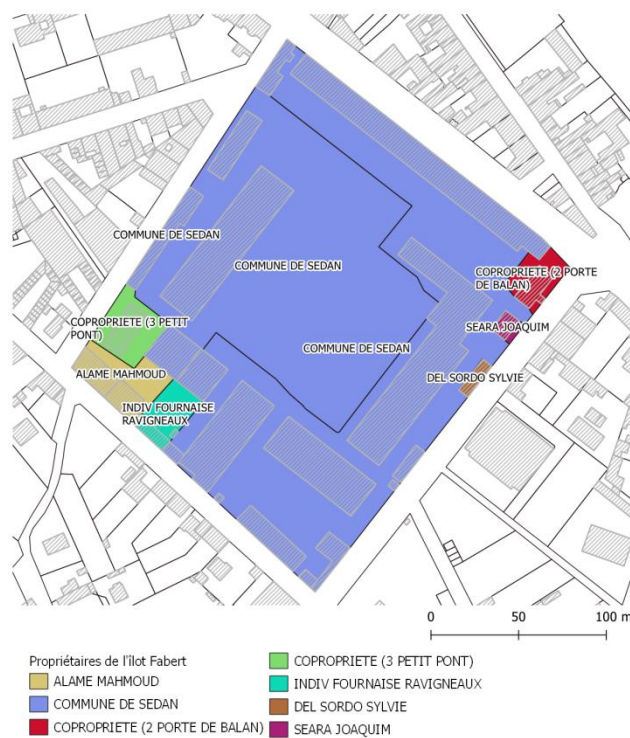 COMMUNE DE SEDAN
COMMUNE DE SEDAN
COPROPRIETE (2 PORTE
DE BALAN)
COPROPRIETE (3 PETIT
PONT)
SEARA JOAQUIM
COMMUNE DE SEDAN
ALAME MAHMOUD
DEL SORDO SYLVIE
INDIV FOURNAISE
RAVIGNEAUX
0 50 100 m
Propriétaires de l'îlot Fabert
ALAME MAHMOUD
COMMUNE DE SEDAN
COPROPRIETE (2 PORTE DE BALAN)
COPROPRIETE (3 PETIT PONT)
INDIV FOURNAISE RAVIGNEAUX
DEL SORDO SYLVIE
SEARA JOAQUIM